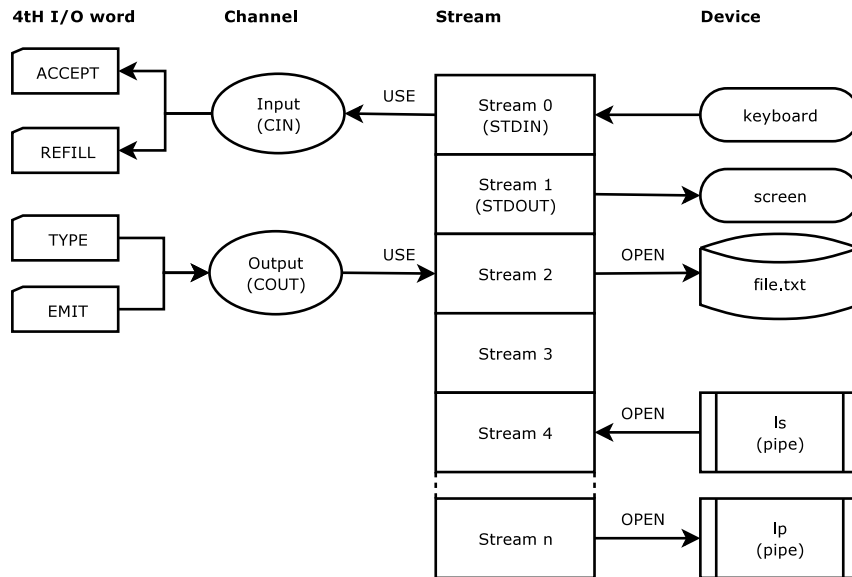 4tH I/O word Channel Stream Device
ACCEPT
REFILL
Input
(CIN)
USE
Stream 0
(STDIN)
keyboard
Stream 1
(STDOUT)
screen
TYPE
EMIT
Output
(COUT)
USE
Stream 2
OPEN
file.txt
Stream 3
Stream 4
OPEN
ls
(pipe)
Stream n
OPEN
lp
(pipe)